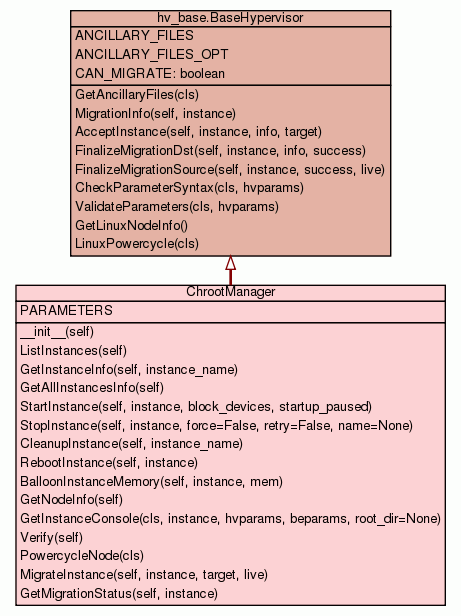 hv_base.BaseHypervisor
ANCILLARY_FILES
ANCILLARY_FILES_OPT
CAN_MIGRATE: boolean
GetAncillaryFiles(cls)
MigrationInfo(self, instance)
AcceptInstance(self, instance, info, target)
FinalizeMigrationDst(self, instance, info, success)
FinalizeMigrationSource(self, instance, success, live)
CheckParameterSyntax(cls, hvparams)
ValidateParameters(cls, hvparams)
GetLinuxNodeInfo()
LinuxPowercycle(cls)
ChrootManager
PARAMETERS
__init__(self)
ListInstances(self)
GetInstanceInfo(self, instance_name)
GetAllInstancesInfo(self)
StartInstance(self, instance, block_devices, startup_paused)
StopInstance(self, instance, force=False, retry=False, name=None)
CleanupInstance(self, instance_name)
RebootInstance(self, instance)
BalloonInstanceMemory(self, instance, mem)
GetNodeInfo(self)
GetInstanceConsole(cls, instance, hvparams, beparams, root_dir=None)
Verify(self)
PowercycleNode(cls)
MigrateInstance(self, instance, target, live)
GetMigrationStatus(self, instance)